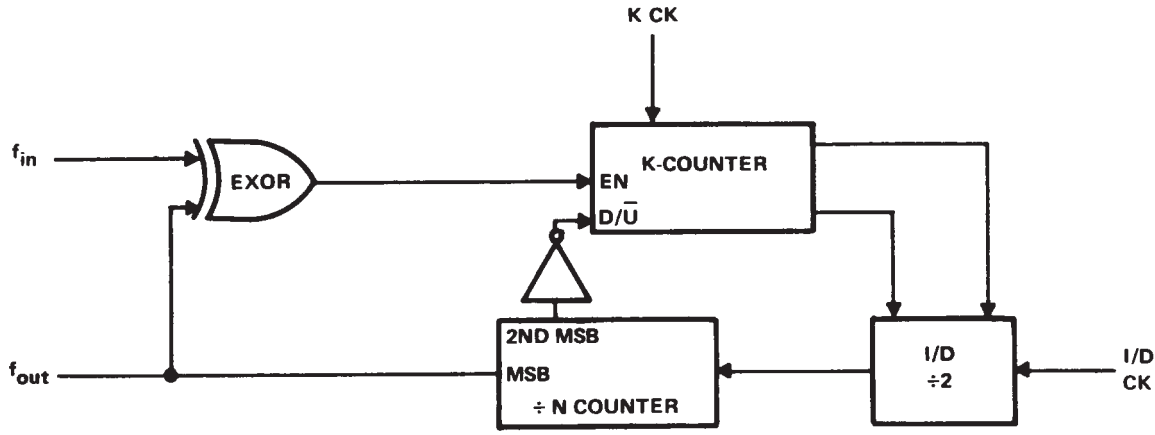 K CK
f_in
EXOR
K-COUNTER
EN
D/U̅
2ND MSB
MSB
÷ N COUNTER
f_out
I/D
÷2
I/D
CK